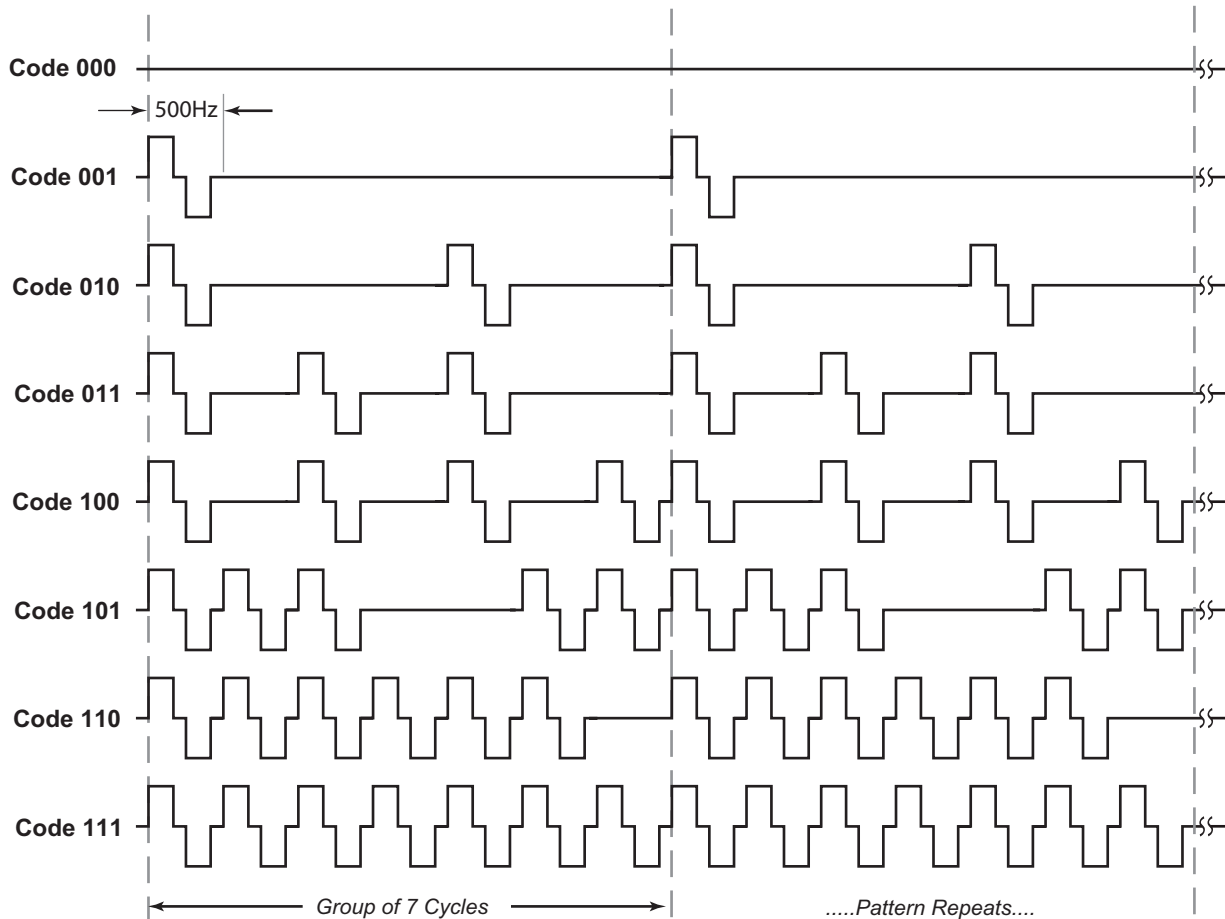 Code 000
500Hz
Code 001
Code 010
Code 011
Code 100
Code 101
Code 110
Code 111
Group of 7 Cycles
.....Pattern Repeats....